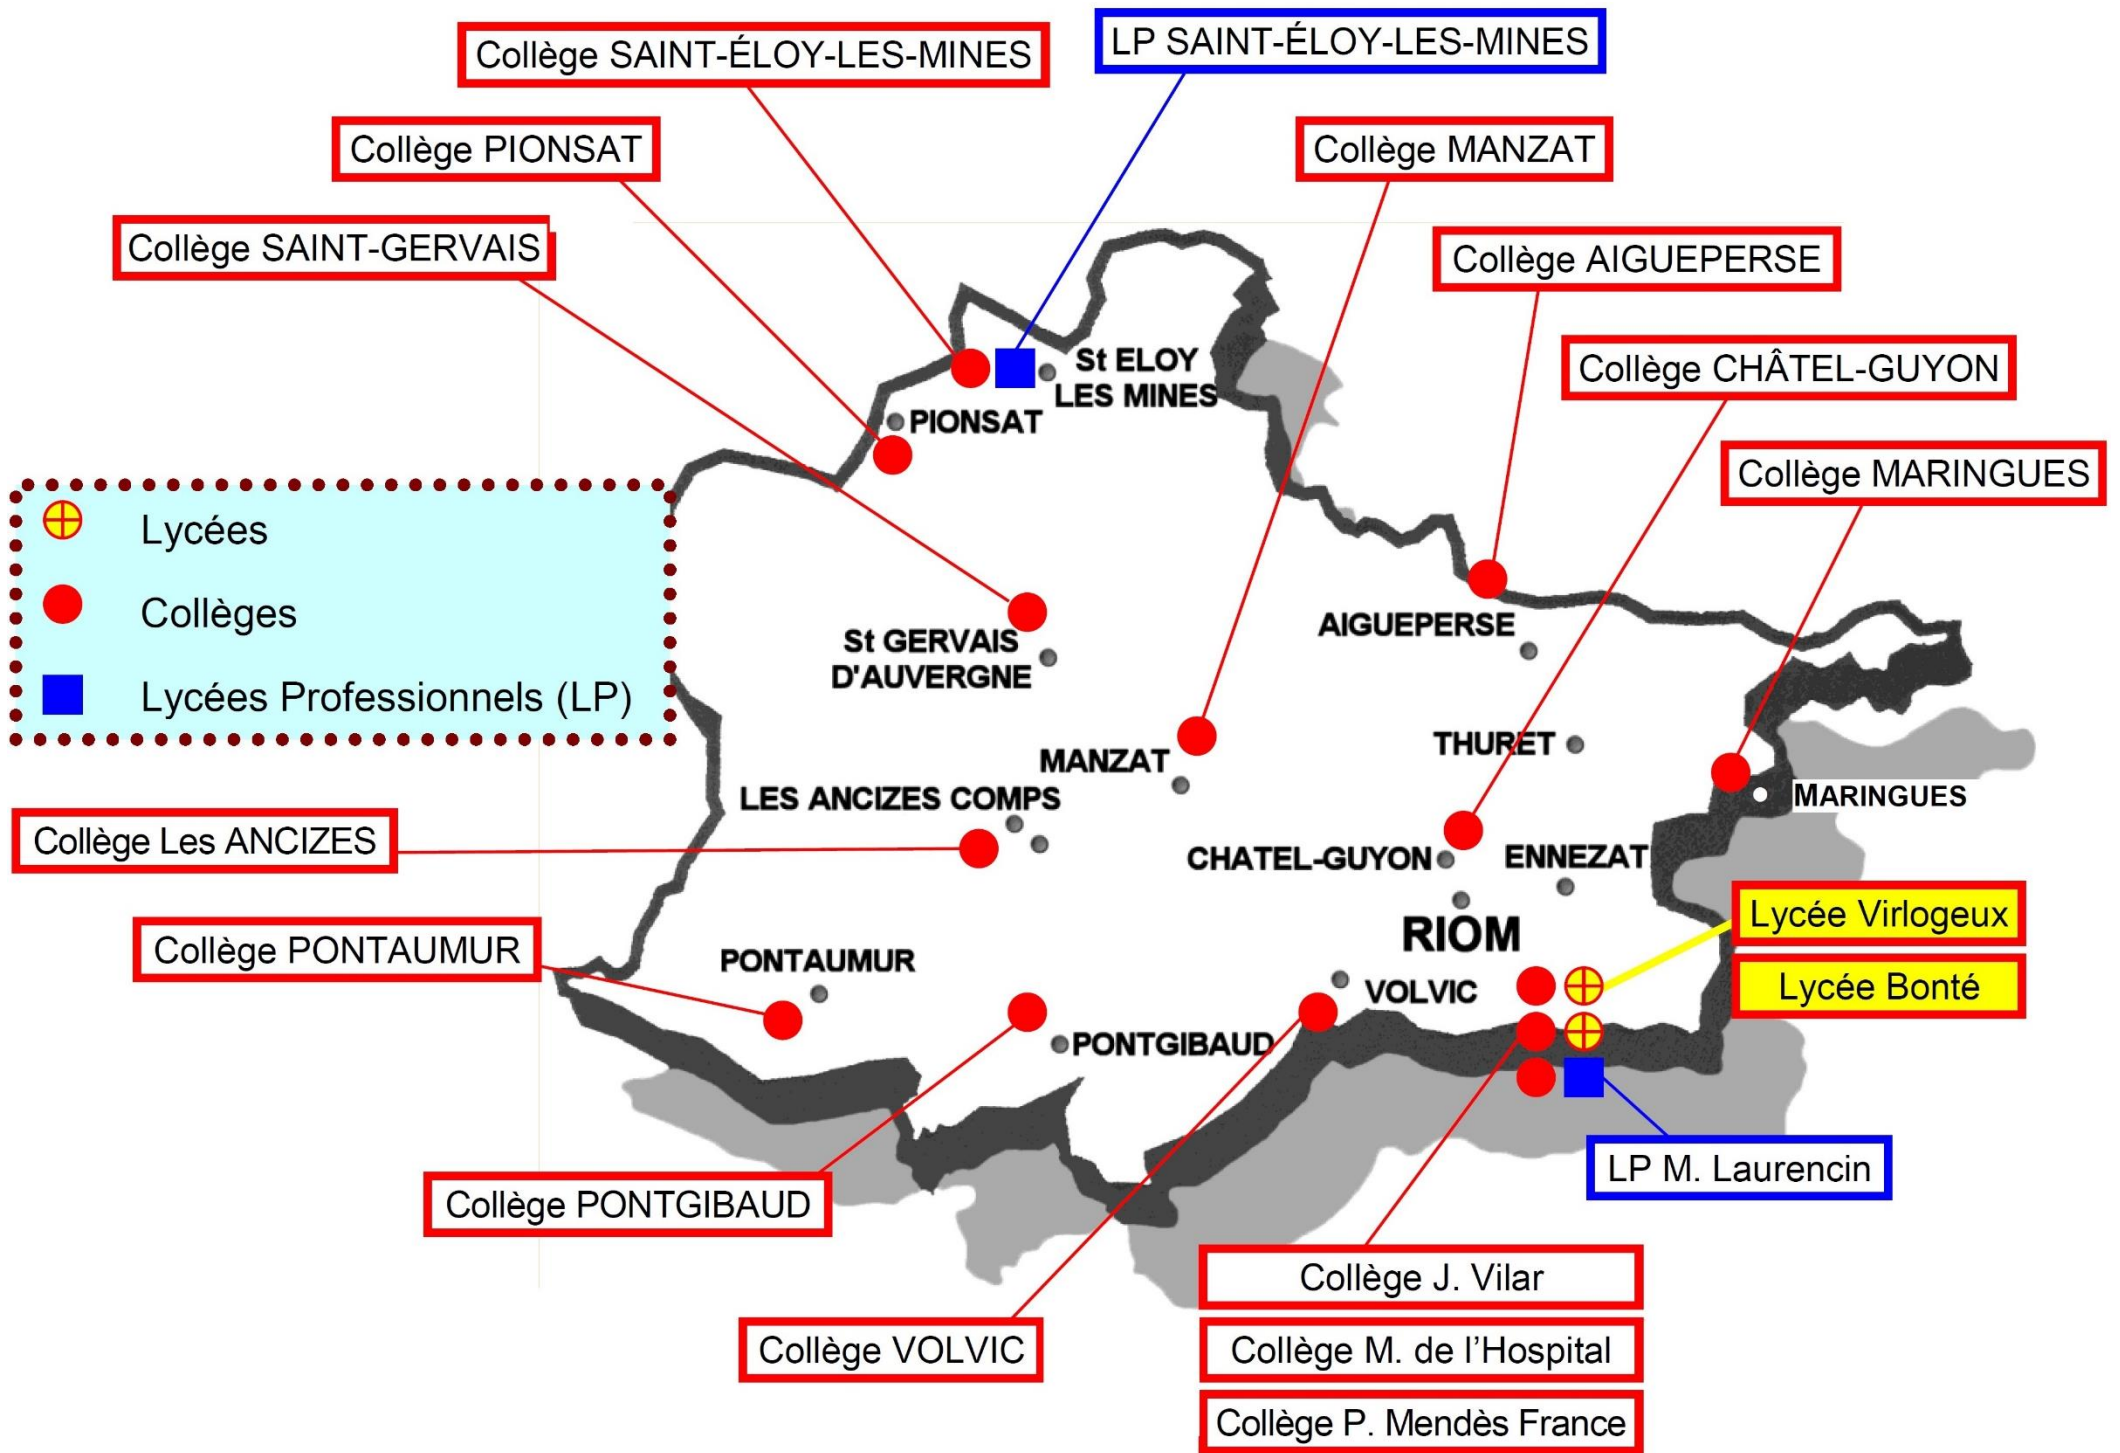 Collège SAINT-ÉLOY-LES-MINES
LP SAINT-ÉLOY-LES-MINES
Collège PIONSAT
Collège MANZAT
Collège SAINT-GERVAIS
Collège AIGUEPERSE
St ELOY
LES MINES
Collège CHÂTEL-GUYON
PIONSAT
Collège MARINGUES
Lycées
Collèges
Lycées Professionnels (LP)
AIGUEPERSE
St GERVAIS
D'AUVERGNE
THURET
MANZAT
LES ANCIZES COMPS
MARINGUES
Collège Les ANCIZES
CHATEL-GUYON
ENNEZAT
Lycée Virlogeux
RIOM
Collège PONTAUMUR
PONTAUMUR
VOLVIC
Lycée Bonté
PONTGIBAUD
LP M. Laurencin
Collège PONTGIBAUD
Collège J. Vilar
Collège VOLVIC
Collège M. de l’Hospital
Collège P. Mendès France